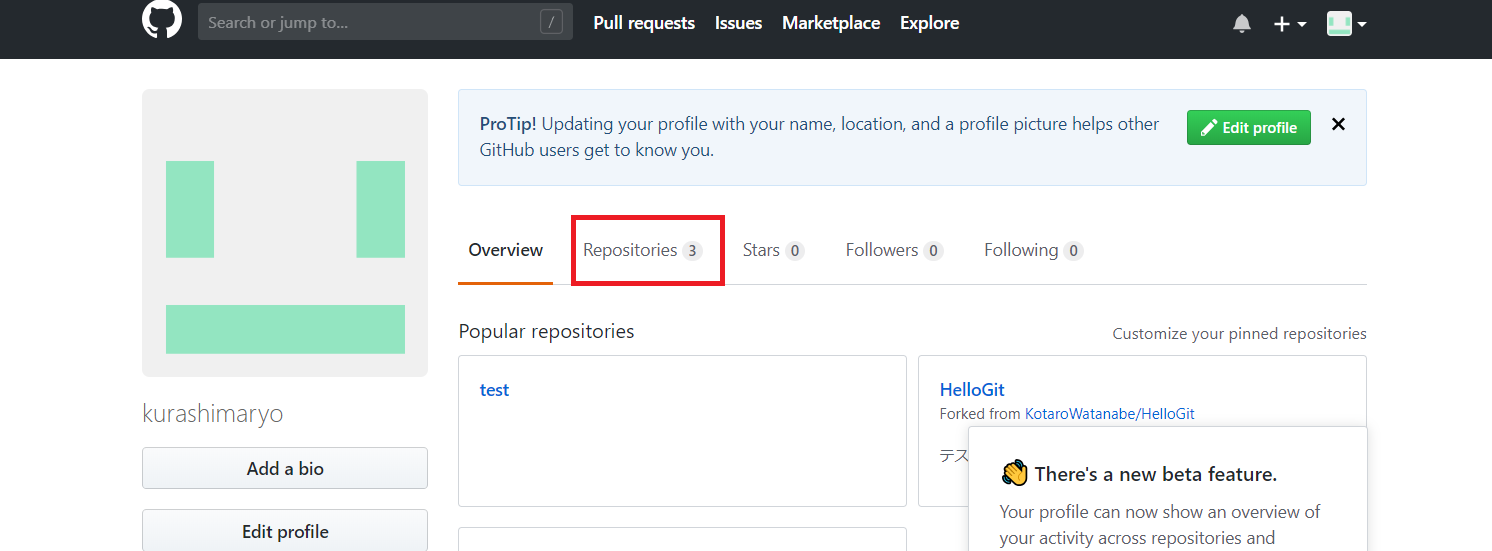 Search or jump to...
/
Pull requests
Issues
Marketplace
Explore
ProTip! Updating your profile with your name, location, and a profile picture helps other
GitHub users get to know you.
Edit profile
Overview
Repositories 3
Stars 0
Followers 0
Following 0
Popular repositories
Customize your pinned repositories
test
HelloGit
Forked from KotaroWatanabe/HelloGit
テス
kurashimaryo
Add a bio
Edit profile
There's a new beta feature.
Your profile can now show an overview of
your activity across repositories and